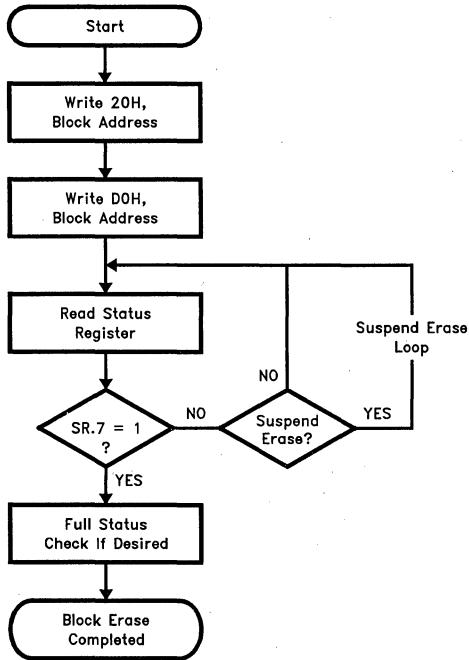 Start
Write 20H,
Block Address
Write D0H,
Block Address
Read Status
Register
Suspend Erase
Loop
SR.7 = 1
?
NO
Suspend
Erase?
NO
YES
YES
Full Status
Check If Desired
Block Erase
Completed